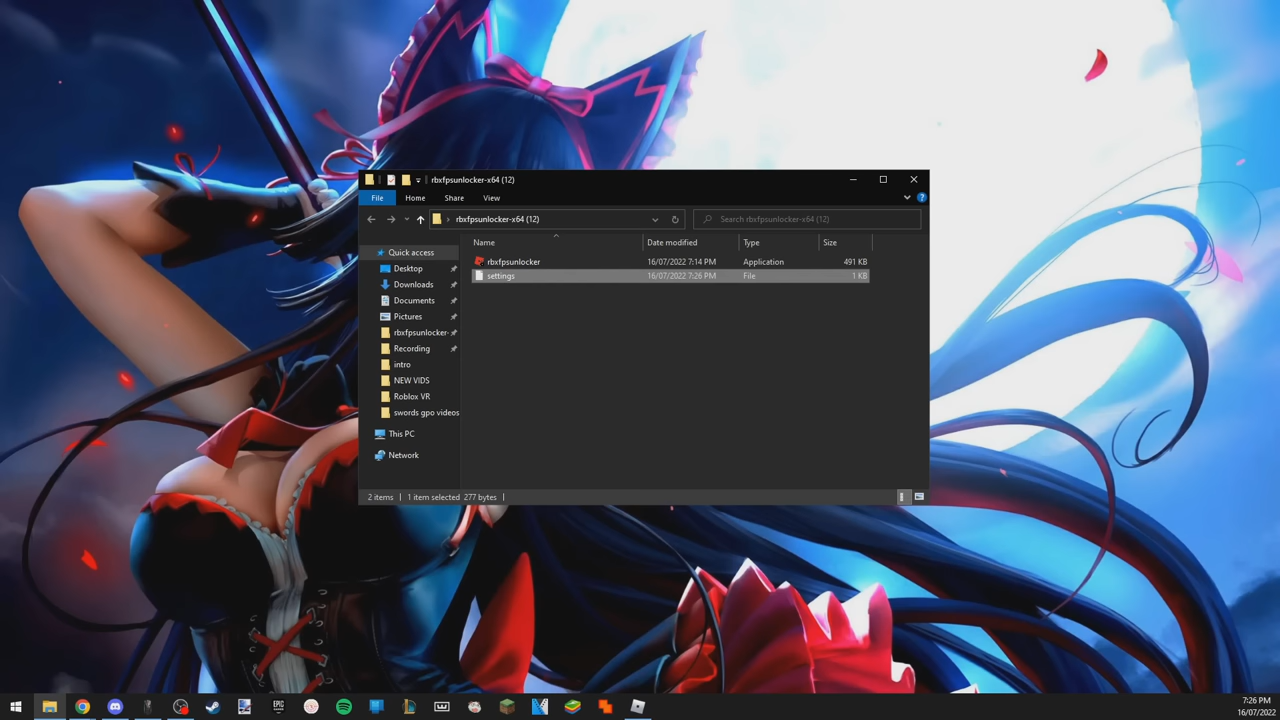 rbxfpsunlocker-x64 (12)
File Home Share View
rbxfpsunlocker-x64 (12)
Search rbxfpsunlocker-x64 (12)
Name Date modified Type Size
rbxfpsunlocker 16/07/2022 7:14 PM Application 491 KB
settings 16/07/2022 7:26 PM File 1 KB
Quick access
Desktop
Downloads
Documents
Pictures
rbxfpsunlocker-
Recording
intro
NEW VIDS
Roblox VR
swords gpo videos
This PC
Network
2 items 1 item selected 277 bytes
EPIC
7:26 PM
16/07/2022